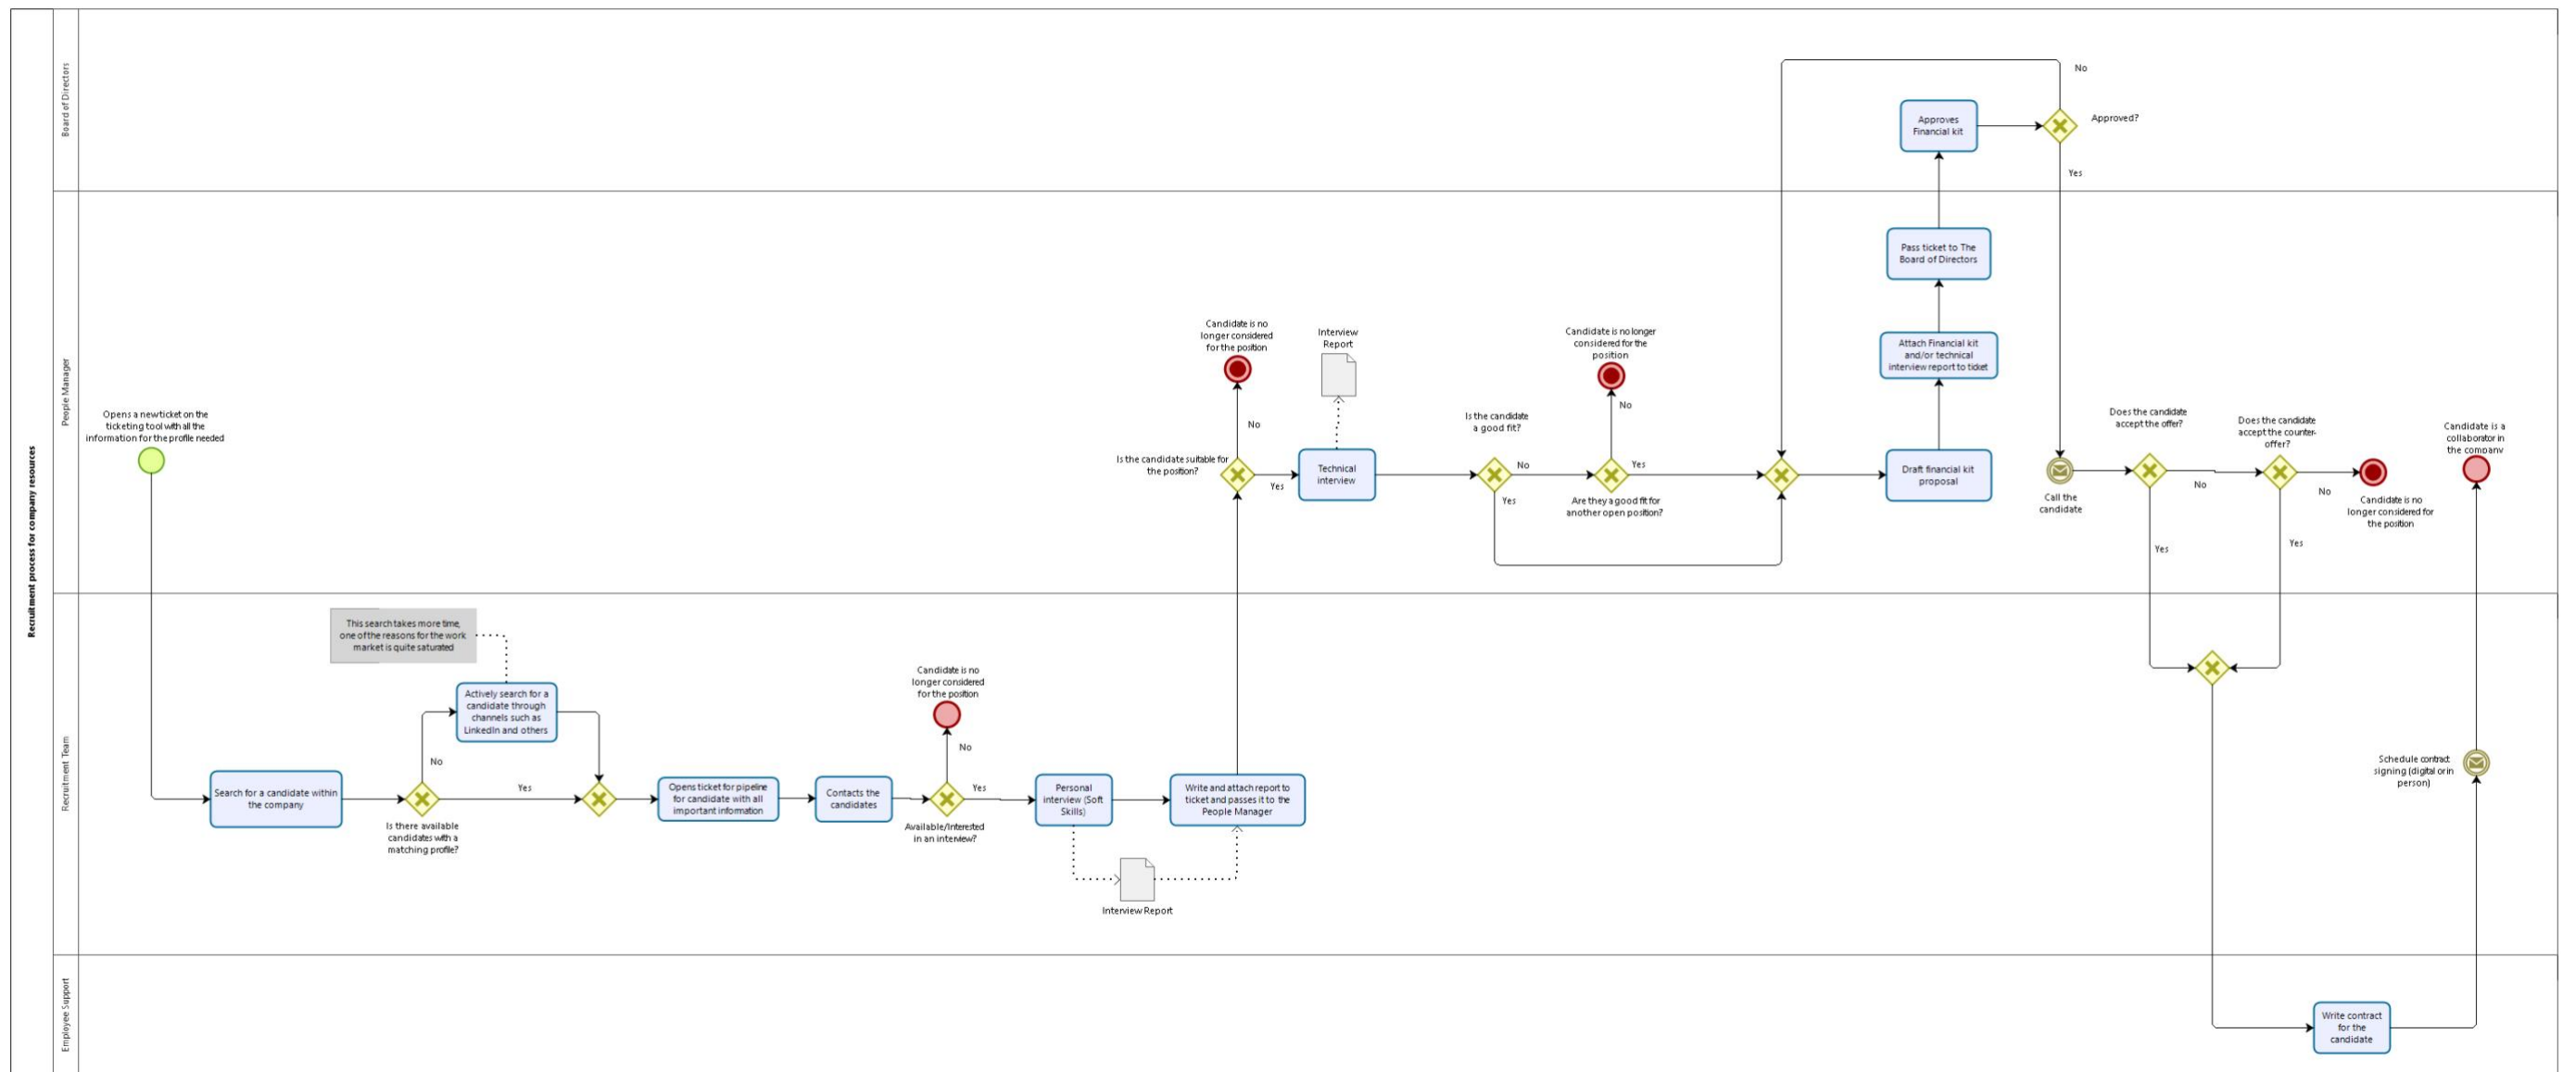 Recruitment process for company resources
Board of Directors
No
Approves
Financial kit
Approved?
Yes
People Manager
Opens a new ticket on the
ticketing tool with all the
information for the profile needed
Candidate is no
longer considered
for the position
No
Is the candidate suitable for
the position?
Yes
Interview
Report
Technical
interview
Is the candidate
a good fit?
No
Yes
Candidate is no longer
considered for the
position
No
Yes
Are they a good fit for
another open position?
Pass ticket to The
Board of Directors
Attach Financial kit
and/or technical
interview report to ticket
Draft financial kit
proposal
Call the
candidate
Does the candidate
accept the offer?
No
Yes
Does the candidate
accept the counter-
offer?
No
Yes
Candidate is no
longer considered for
the position
Candidate is a
collaborator in
the company
Recruitment Team
This search takes more time,
one of the reasons for the work
market is quite saturated
Actively search for a
candidate through
channels such as
LinkedIn and others
No
Search for a candidate within
the company
Yes
Is there available
candidates with a
matching profile?
Opens ticket for pipeline
for candidate with all
important information
Contacts the
candidates
Candidate is no
longer considered
for the position
No
Yes
Available/Interested
in an interview?
Personal
interview (Soft
Skills)
Write and attach report to
ticket and passes it to the
People Manager
Interview Report
Schedule contract
signing (digital or in
person)
Employee Support
Write contract
for the
candidate